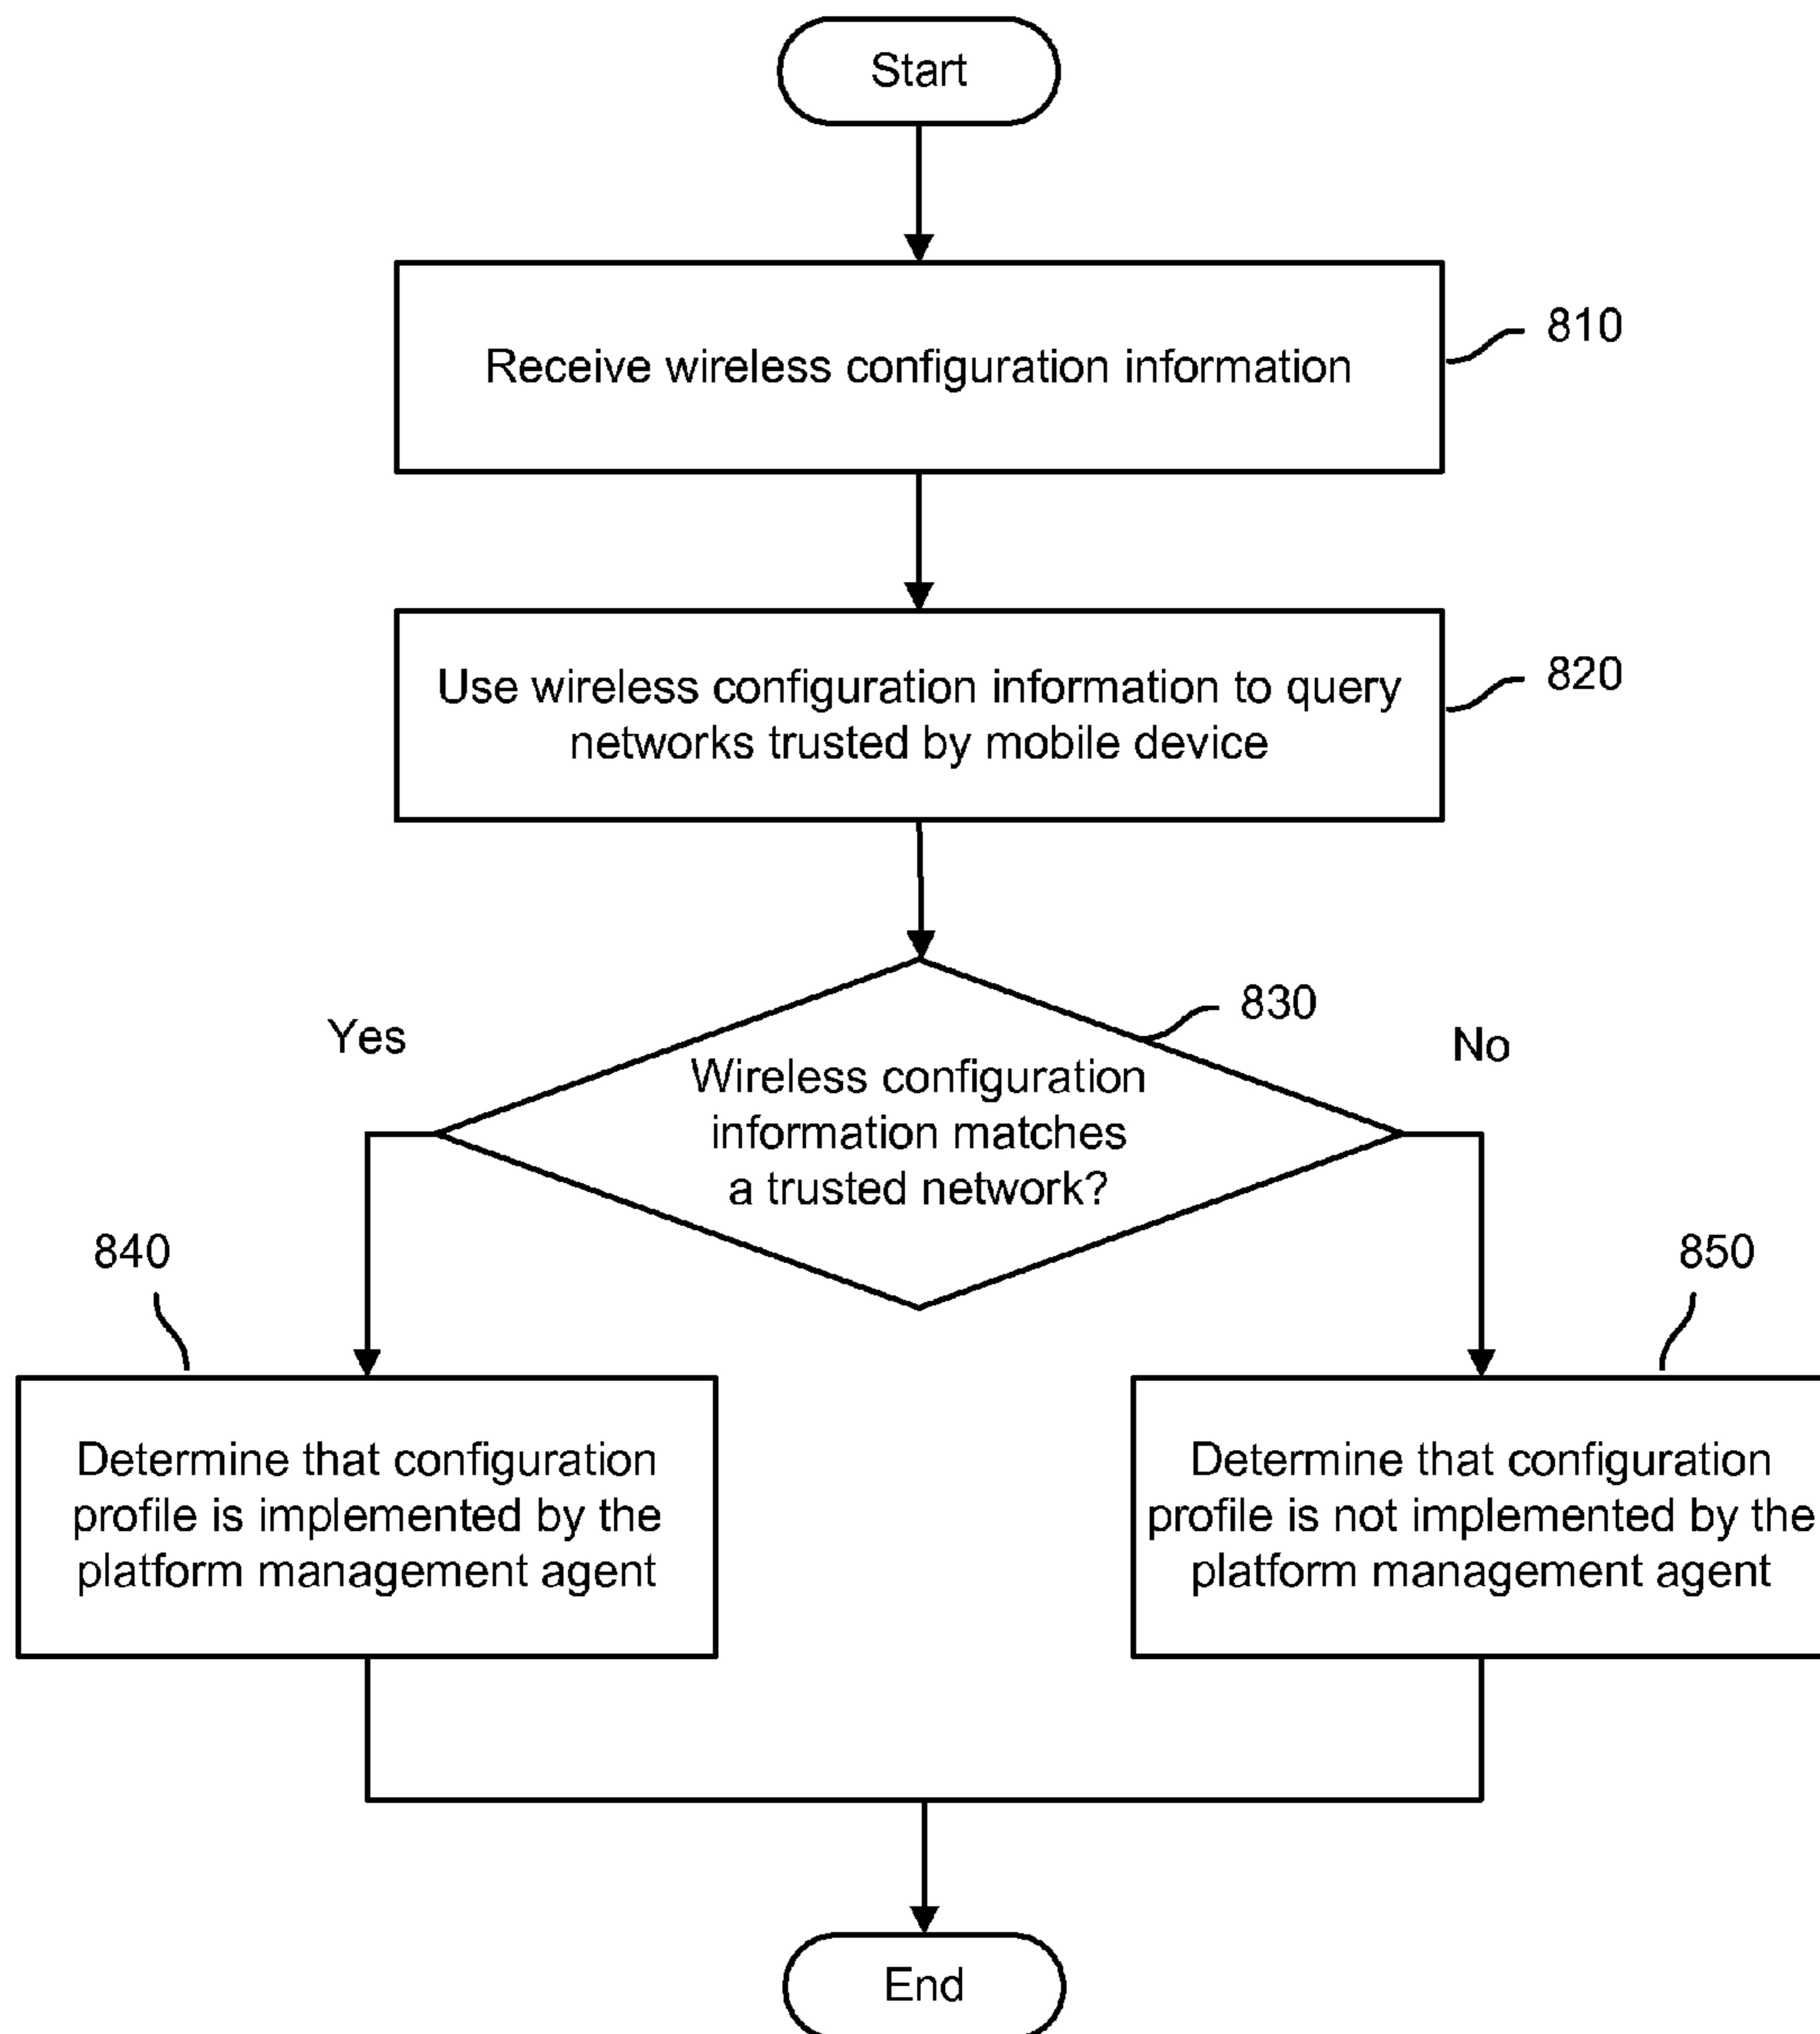 Start
810
Receive wireless configuration information
820
Use wireless configuration information to query
networks trusted by mobile device
830
Yes
No
Wireless configuration
information matches
a trusted network?
840
850
Determine that configuration
profile is implemented by the
platform management agent
Determine that configuration
profile is not implemented by the
platform management agent
End